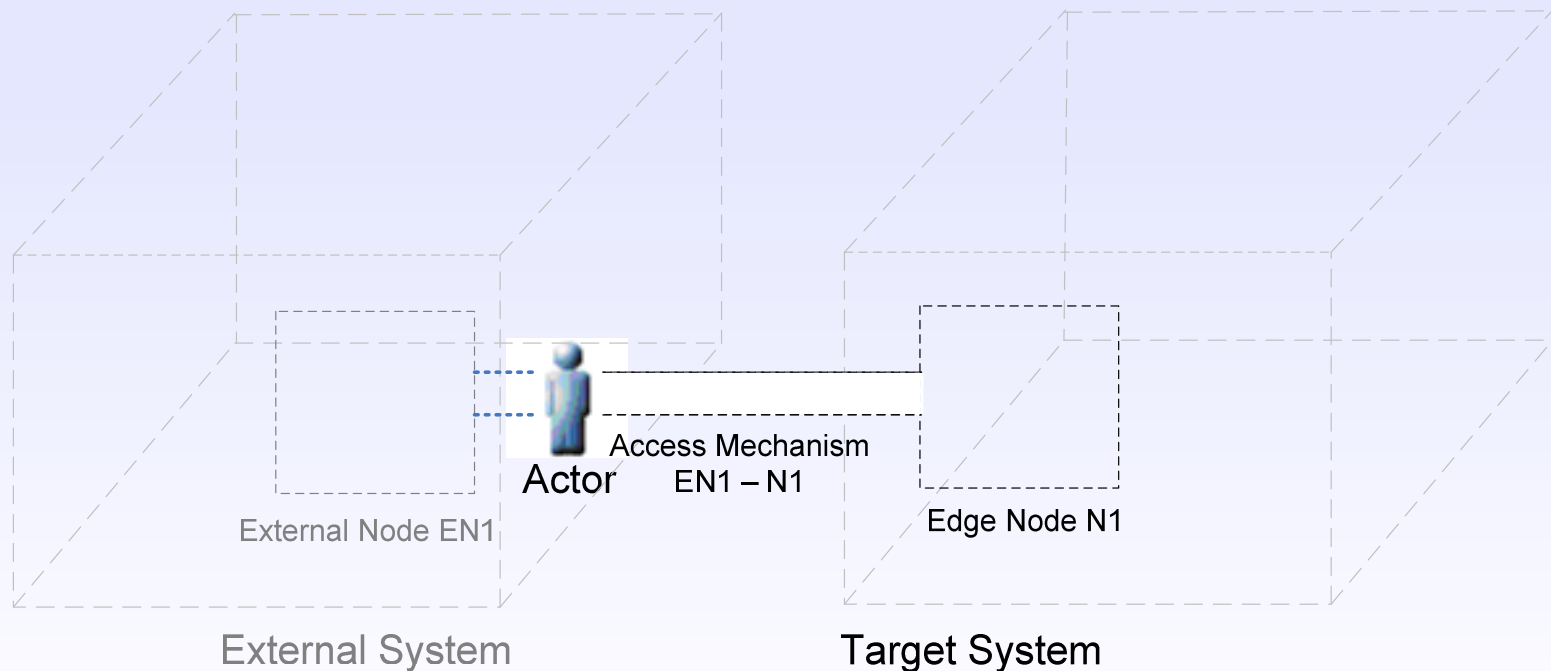 Actor
Access Mechanism
EN1 – N1
External Node EN1
Edge Node N1
External System
Target System